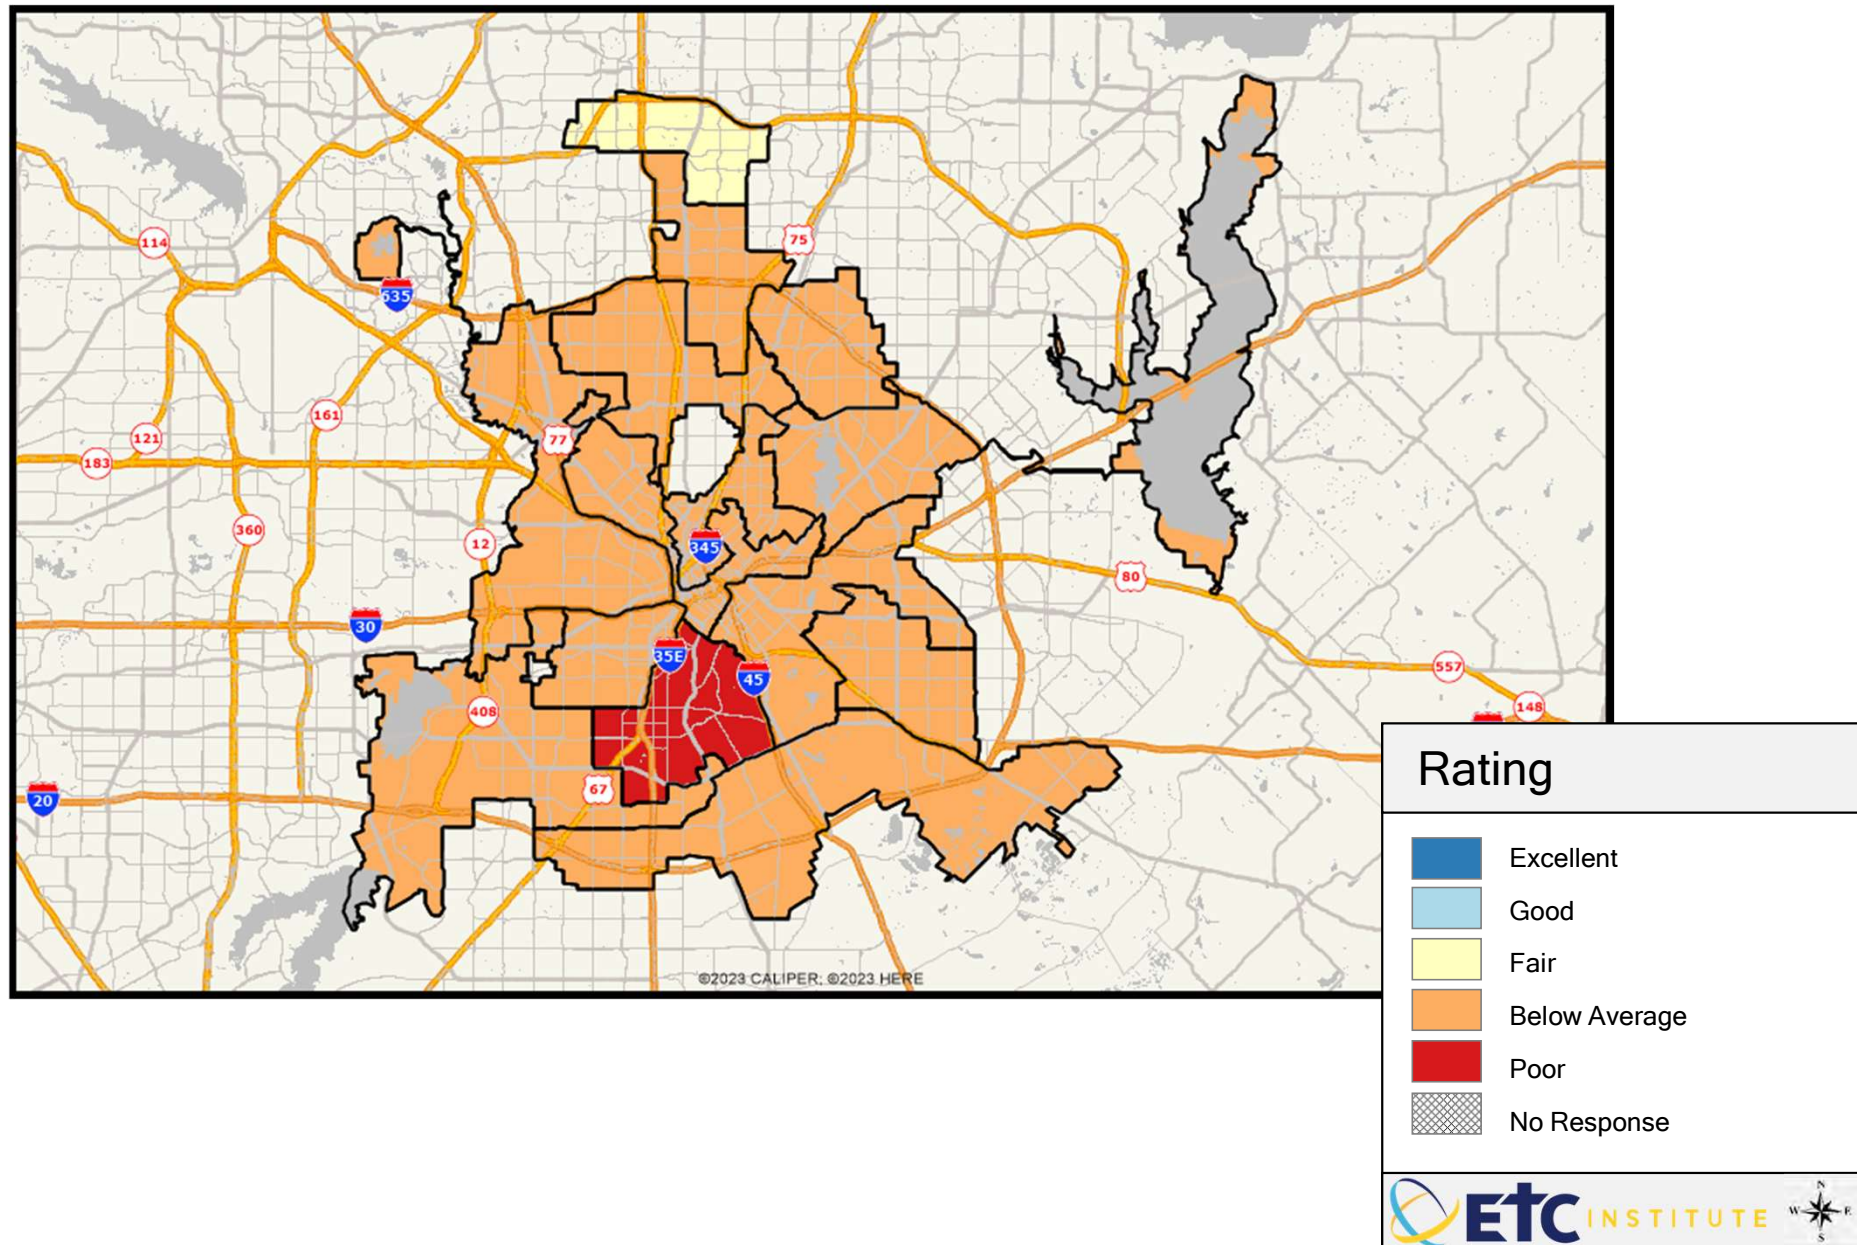 114
75
635
161
121
77
183
360
12
345
80
30
35E
45
557
408
148
67
20
©2023 CALIPER; ©2023 HERE
Rating
Excellent
Good
Fair
Below Average
Poor
No Response
ETC INSTITUTE
N
W E
S